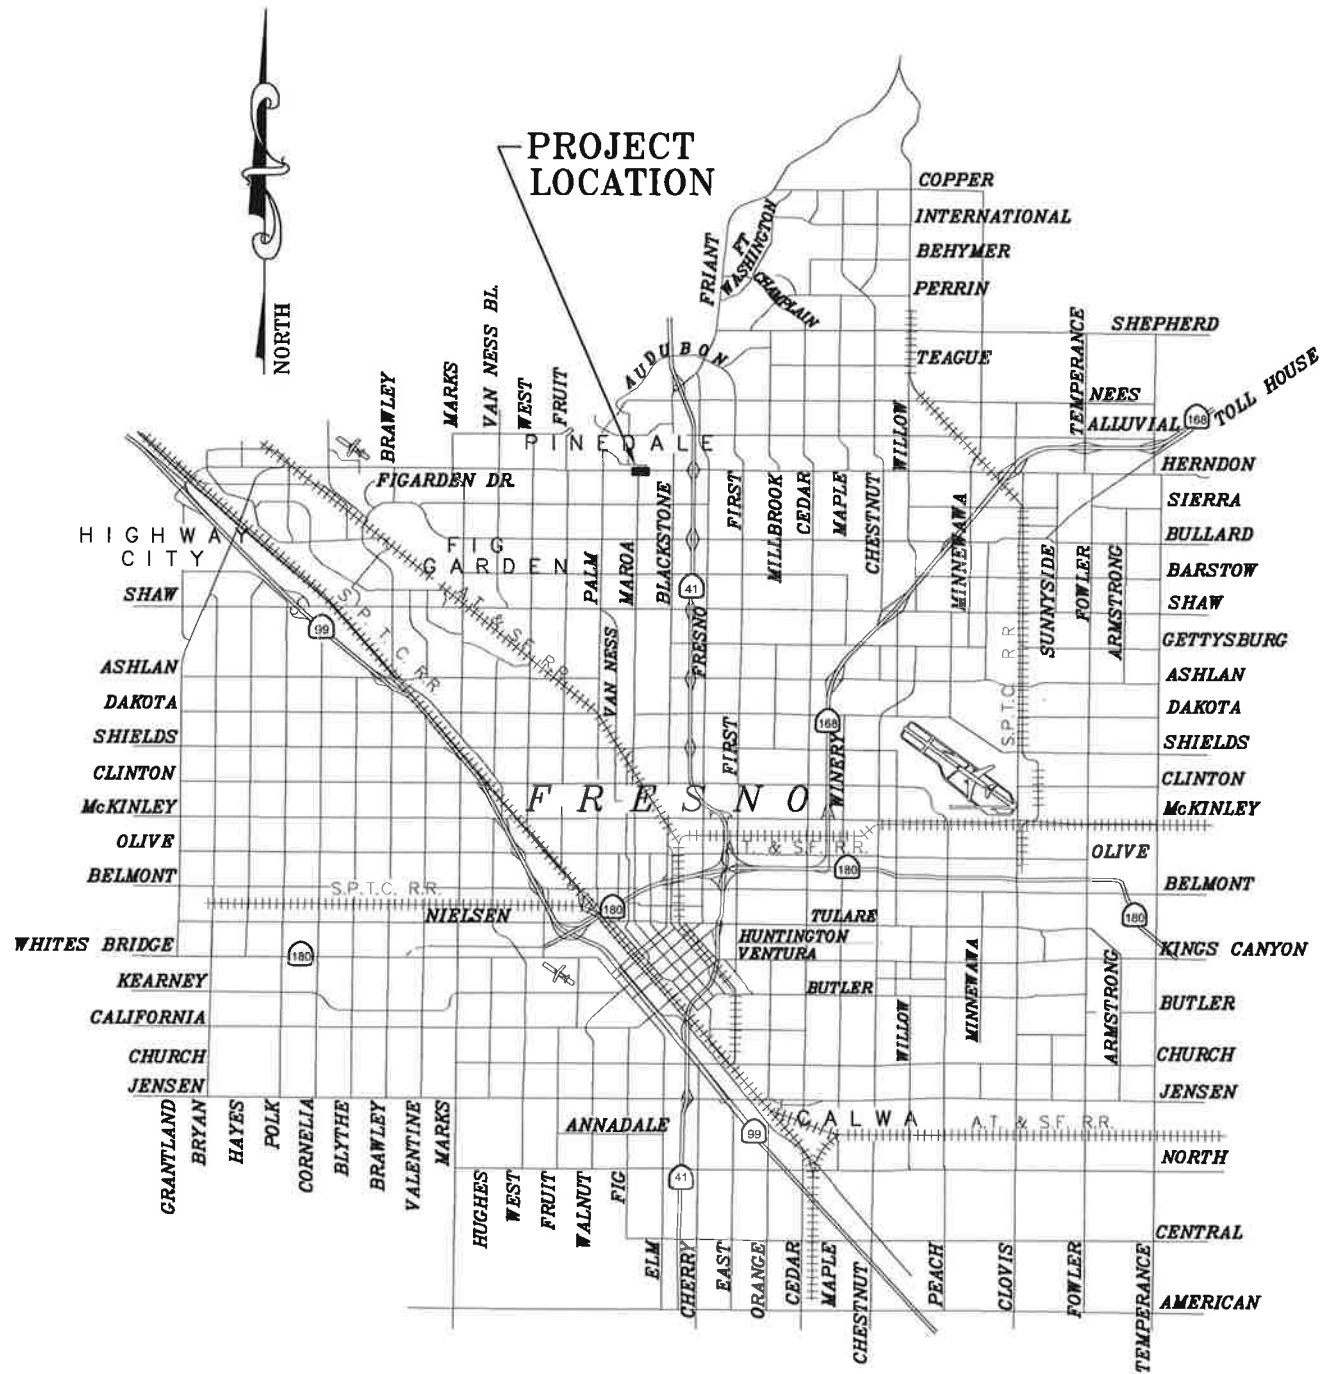 PROJECT
LOCATION
NORTH
COPPER
INTERNATIONAL
BEHYMER
PERRIN
FRIANT
FT
WASHINGTON
CHAMPLAIN
SHEPHERD
TEAGUE
TEMPERANCE
NEES
ALLUVIAL
TOLL HOUSE
168
AUDUBON
BRAWLEY
MARKS
VAN NESS BL.
WEST
FRUIT
PINEDALE
WILLOW
HERNDON
FIGARDEN DR.
SIERRA
BULLARD
BARSTOW
SHAW
GETTYSBURG
ASHLAN
DAKOTA
SHIELDS
CLINTON
McKINLEY
HIGHWAY
CITY
FIG
GARDEN
PALM
MAROA
BLACKSTONE
FIRST
MILLBROOK
CEDAR
MAPLE
CHESTNUT
MINNEWAWA
SUNNYSIDE
FOWLER
ARMSTRONG
41
FRESNO
99
S. P. T. C. R.R
A.T. & S.F. R.R.
VAN NESS
S.P.T.C. R R
168
FIRST
WINERY
SHAW
ASHLAN
DAKOTA
SHIELDS
CLINTON
McKINLEY
OLIVE
BELMONT
FRESNO
A.T. & S.F. R.R.
OLIVE
180
BELMONT
S.P.T.C. R.R.
NIELSEN
180
TULARE
180
WHITES BRIDGE
180
HUNTINGTON
VENTURA
KINGS CANYON
KEARNEY
BUTLER
BUTLER
CALIFORNIA
WILLOW
MINNEWAWA
ARMSTRONG
CHURCH
CHURCH
JENSEN
JENSEN
GRANTLAND
BRYAN
HAYES
POLK
CORNELIA
BLYTHE
BRAWLEY
VALENTINE
MARKS
ANNADALE
99
CALWA
A.T. & S.F. R.R.
NORTH
HUGHES
WEST
FRUIT
WALNUT
FIG
41
CENTRAL
ELM
CHERRY
EAST
ORANGE
CEDAR
MAPLE
CHESTNUT
PEACH
CLOVIS
FOWLER
TEMPERANCE
AMERICAN